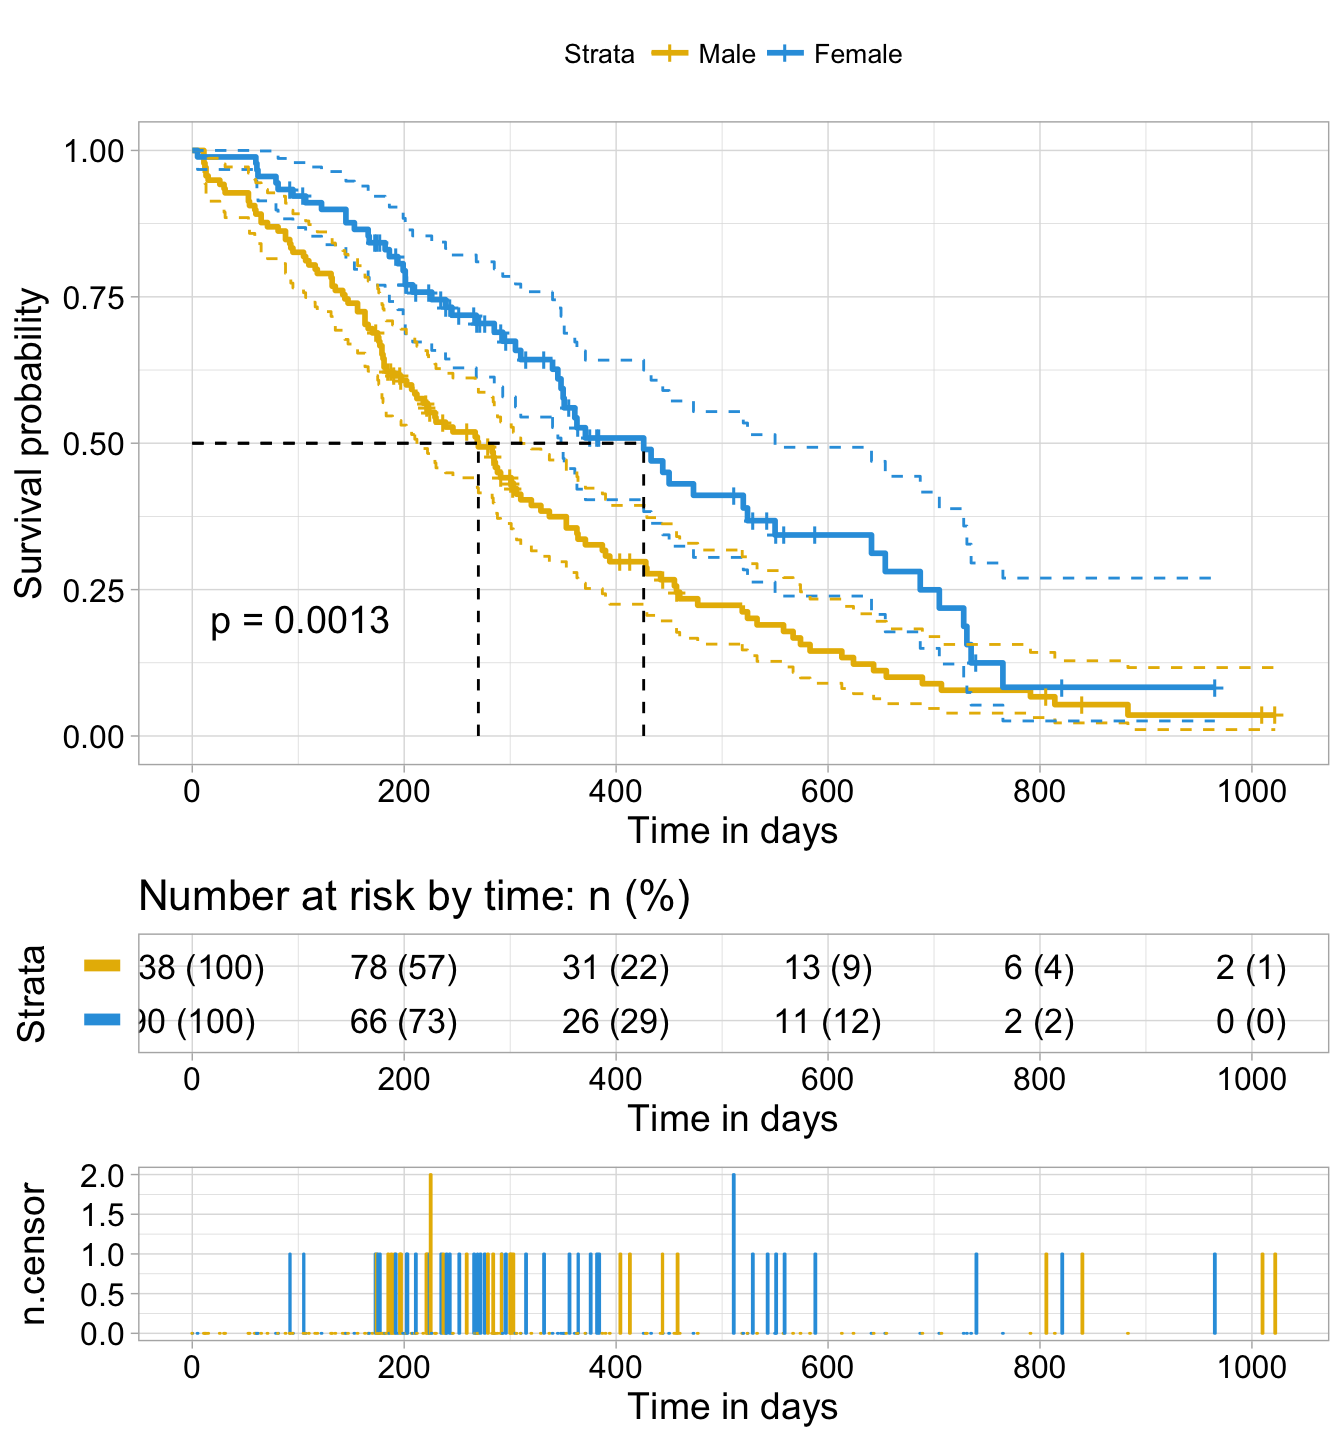 Strata Male Female
Survival probability
1.00
0.75
0.50
0.25
0.00
p = 0.0013
0 200 400 600 800 1000
Time in days
Number at risk by time: n (%)
Strata
38 (100) 78 (57) 31 (22) 13 (9) 6 (4) 2 (1)
90 (100) 66 (73) 26 (29) 11 (12) 2 (2) 0 (0)
0 200 400 600 800 1000
Time in days
n.censor
2.0
1.5
1.0
0.5
0.0
0 200 400 600 800 1000
Time in days